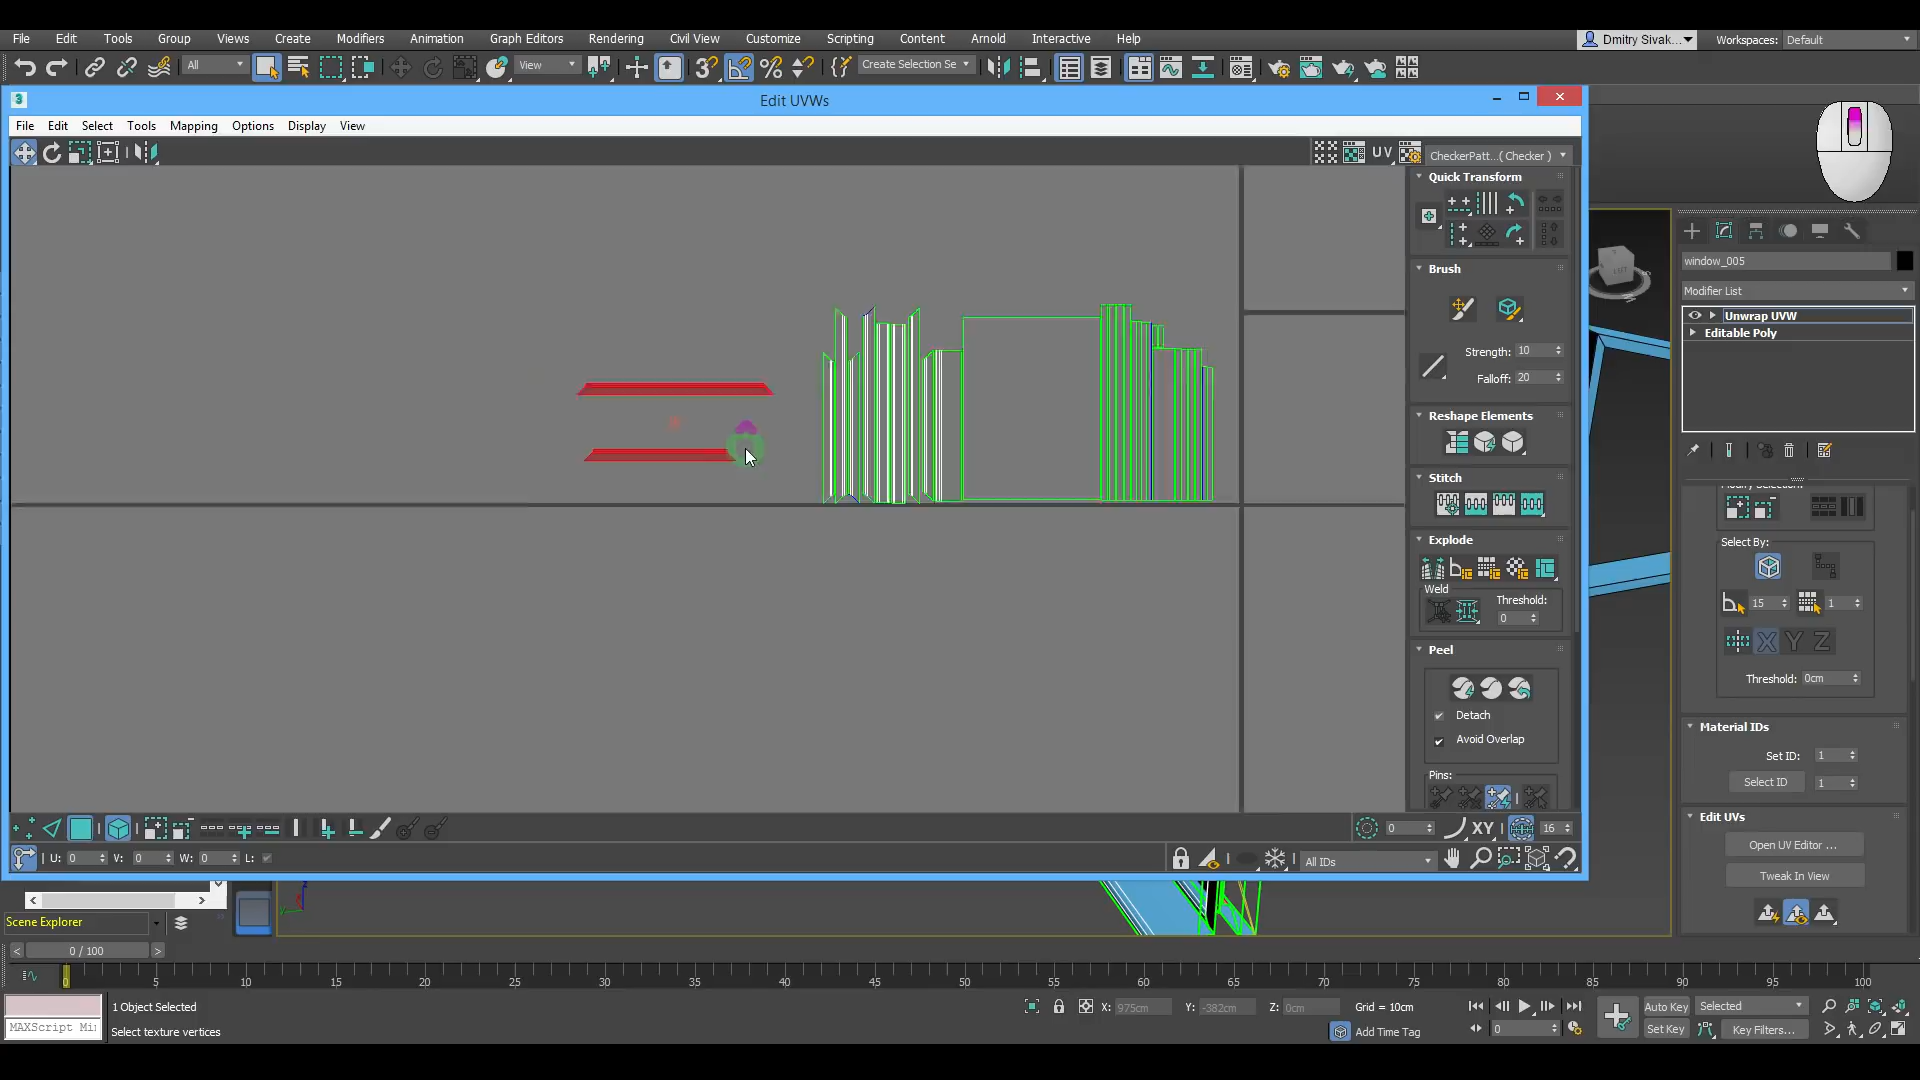 File Edit Tools Group Views Create Modifiers Animation Graph Editors Rendering Civil View Customize Scripting Content Arnold Interactive Help
Dmitry Sivak...
Workspaces: Default
All
View
Create Selection Se
Edit UVWs
File Edit Select Tools Mapping Options Display View
UV
CheckerPatt...( Checker )
Quick Transform
Brush
Strength: 10
Falloff: 20
Reshape Elements
Stitch
Explode
Weld
Threshold:
0
Peel
Detach
Avoid Overlap
Pins:
0
XY
16
U: 0 V: 0 W: 0 L:
All IDs
window_005
Modifier List
Unwrap UVW
Editable Poly
Select By:
15
1
X Y Z
Threshold: 0cm
Material IDs
Set ID: 1
Select ID 1
Edit UVs
Open UV Editor ...
Tweak In View
Scene Explorer
0 / 100
0 5 10 15 20 25 30 35 40 45 50 55 60 65 70 75 80 85 90 95 100
1 Object Selected
X: 975cm Y: -382cm Z: 0cm Grid = 10cm
Auto Key Selected
MAXScript Mi
Select texture vertices
Add Time Tag
0
Set Key Key Filters...